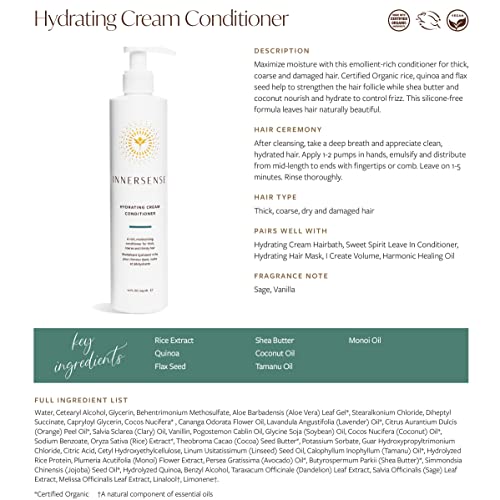 Hydrating Cream Conditioner
MADE WITH CERTIFIED ORGANIC
VEGAN
DESCRIPTION
Maximize moisture with this emollient-rich conditioner for thick,
coarse and damaged hair. Certified Organic rice, quinoa and flax
seed help to strengthen the hair follicle while shea butter and
coconut nourish and hydrate to control frizz. This silicone-free
formula leaves hair naturally beautiful.
HAIR CEREMONY
After cleansing, take a deep breath and appreciate clean,
hydrated hair. Apply 1-2 pumps in hands, emulsify and distribute
from mid-length to ends with fingertips or comb. Leave on 1-5
minutes. Rinse thoroughly.
HAIR TYPE
Thick, coarse, dry and damaged hair
PAIRS WELL WITH
Hydrating Cream Hairbath, Sweet Spirit Leave In Conditioner,
Hydrating Hair Mask, I Create Volume, Harmonic Healing Oil
FRAGRANCE NOTE
Sage, Vanilla
INNERSENSE
HYDRATING CREAM
CONDITIONER
key
ingredients
Rice Extract
Quinoa
Flax Seed
Shea Butter
Coconut Oil
Tamanu Oil
Monoi Oil
FULL INGREDIENT LIST
Water, Cetearyl Alcohol, Glycerin, Behentrimonium Methosulfate, Aloe Barbadensis (Aloe Vera) Leaf Gel*, Stearalkonium Chloride, Diheptyl
Succinate, Capryloyl Glycerin, Cocos Nucifera* , Cananga Odorata Flower Oil, Lavandula Angustifolia (Lavender) Oil*, Citrus Aurantium Dulcis
(Orange) Peel Oil*, Salvia Sclarea (Clary) Oil, Vanillin, Pogostemon Cablin Oil, Glycine Soja (Soybean) Oil, Cocos Nucifera (Coconut) Oil*,
Sodium Benzoate, Oryza Sativa (Rice) Extract*, Theobroma Cacao (Cocoa) Seed Butter*, Potassium Sorbate, Guar Hydroxypropyltrimonium
Chloride, Citric Acid, Cetyl Hydroxyethylcellulose, Linum Usitatissimum (Linseed) Seed Oil, Calophyllum Inophyllum (Tamanu) Oil*, Hydrolyzed
Rice Protein, Plumeria Acutifolia (Monoi) Flower Extract, Persea Gratissima (Avocado) Oil*, Butyrospermum Parkii (Shea Butter)*, Simmondsia
Chinensis (Jojoba) Seed Oil*, Hydrolyzed Quinoa, Benzyl Alcohol, Taraxacum Officinale (Dandelion) Leaf Extract, Salvia Officinalis (Sage) Leaf
Extract, Melissa Officinalis Leaf Extract, Linalool†, Limonene†.
*Certified Organic †A natural component of essential oils